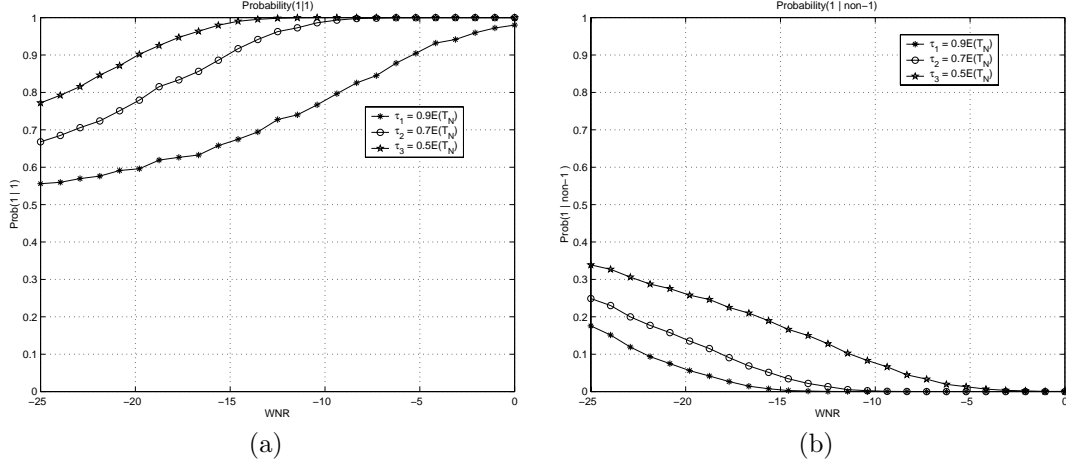 Probability(1|1)
Prob(1 | 1)
1
0.9
0.8
0.7
0.6
0.5
0.4
0.3
0.2
0.1
0
−25
−20
−15
−10
−5
0
WNR
τ1 = 0.9E(TN)
τ2 = 0.7E(TN)
τ3 = 0.5E(TN)
(a)
Probability(1 | non−1)
Prob(1 | non−1)
1
0.9
0.8
0.7
0.6
0.5
0.4
0.3
0.2
0.1
0
−25
−20
−15
−10
−5
0
WNR
τ1 = 0.9E(TN)
τ2 = 0.7E(TN)
τ3 = 0.5E(TN)
(b)